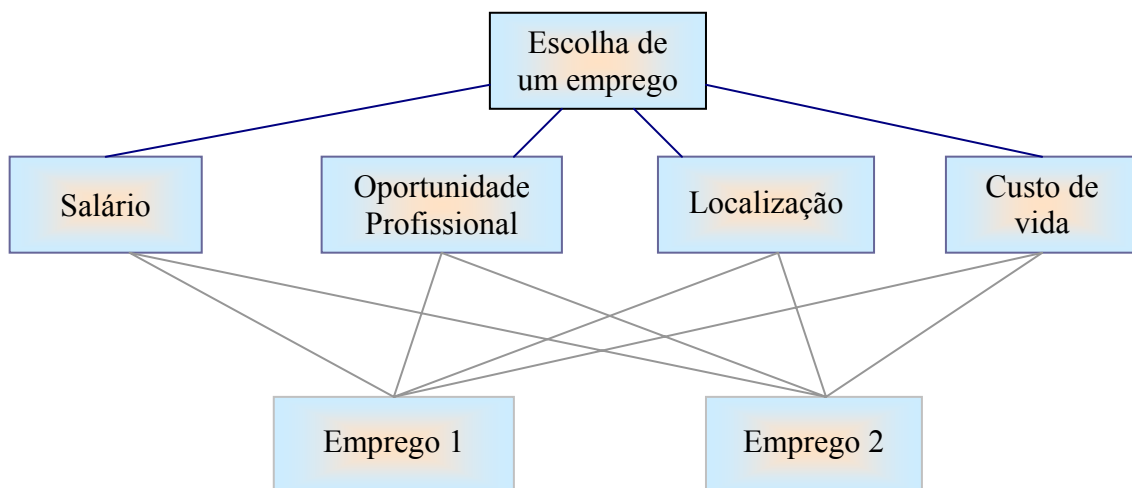 Escolha de
um emprego
Salário
Oportunidade
Profissional
Localização
Custo de
vida
Emprego 1
Emprego 2